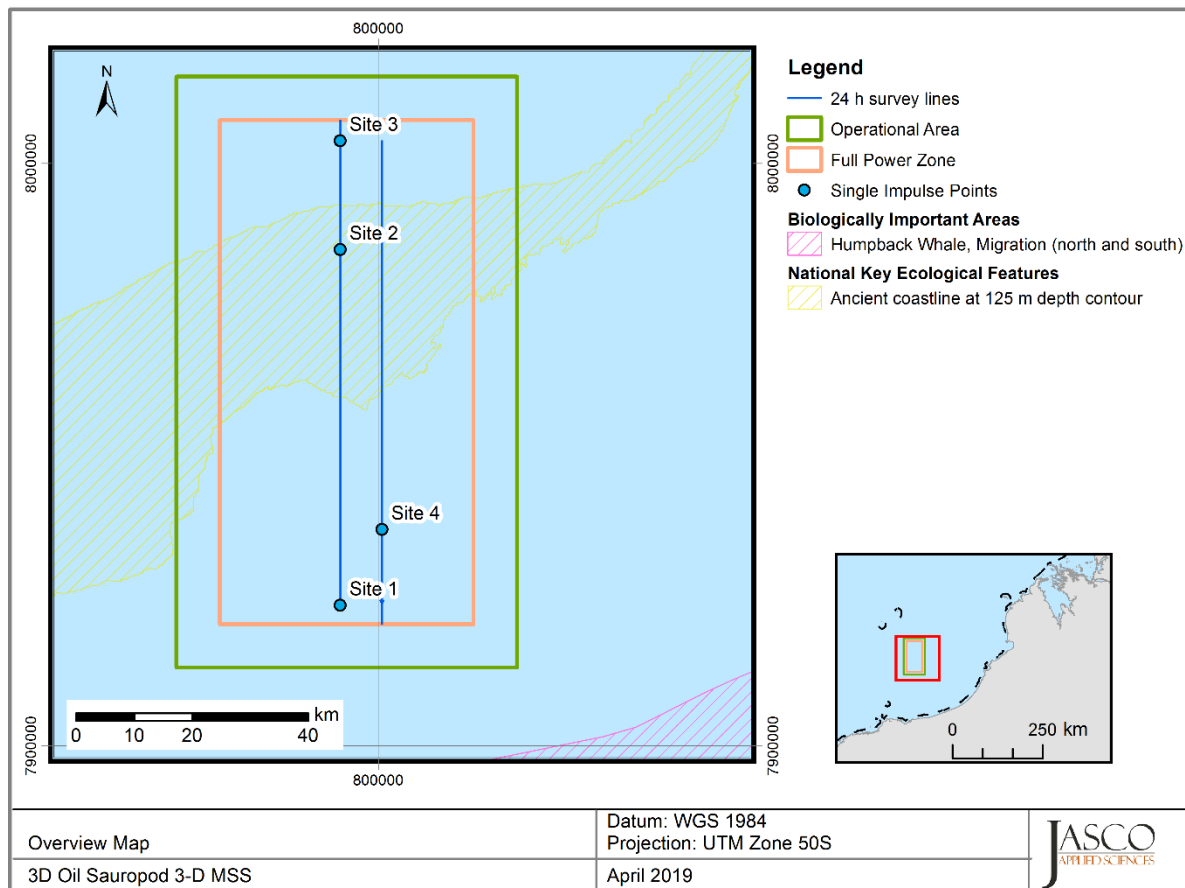 800000
N
Site 3
8000000
8000000
Site 2
Site 4
Site 1
km
0 10 20 40
7900000
7900000
800000
Legend
24 h survey lines
Operational Area
Full Power Zone
Single Impulse Points
Biologically Important Areas
Humpback Whale, Migration (north and south)
National Key Ecological Features
Ancient coastline at 125 m depth contour
0 250 km
Overview Map
3D Oil Sauropod 3-D MSS
Datum: WGS 1984
Projection: UTM Zone 50S
April 2019
JASCO
APPLIED SCIENCES